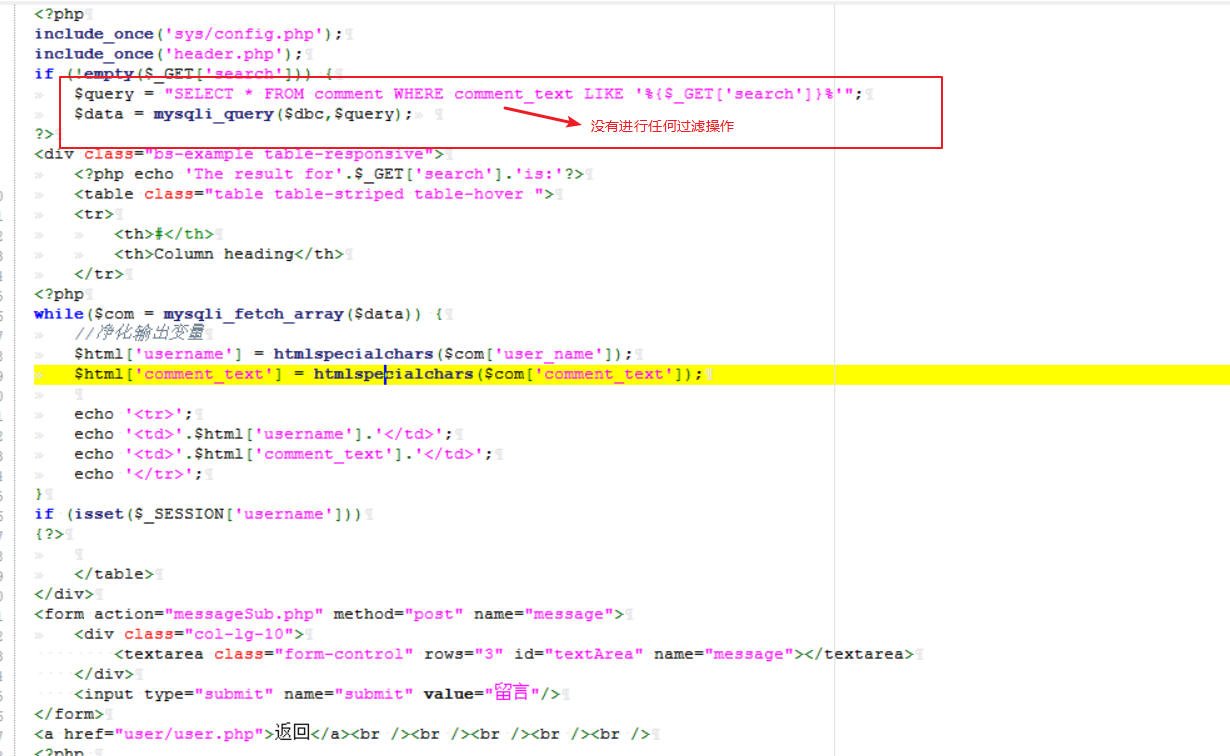 <?php
include_once('sys/config.php');
include_once('header.php');
if (!empty($_GET['search'])) {
$query = "SELECT * FROM comment WHERE comment_text LIKE '%{$_GET['search']}%'";
$data = mysqli_query($dbc,$query);
没有进行任何过滤操作
?>
<div class="bs-example table-responsive">
<?php echo 'The result for'.$_GET['search'].'is:'?>
<table class="table table-striped table-hover ">
<tr>
<th>#</th>
<th>Column heading</th>
</tr>
<?php
while($com = mysqli_fetch_array($data)) {
//净化输出变量
$html['username'] = htmlspecialchars($com['user_name']);
$html['comment_text'] = htmlspecialchars($com['comment_text']);
echo '<tr>';
echo '<td>'.$html['username'].'</td>';
echo '<td>'.$html['comment_text'].'</td>';
echo '</tr>';
}
if (isset($_SESSION['username']))
{?>
</table>
</div>
<form action="messageSub.php" method="post" name="message">
<div class="col-lg-10">
<textarea class="form-control" rows="3" id="textArea" name="message"></textarea>
</div>
<input type="submit" name="submit" value="留言"/>
</form>
<a href="user/user.php">返回</a><br /><br /><br /><br /><br />
<?php